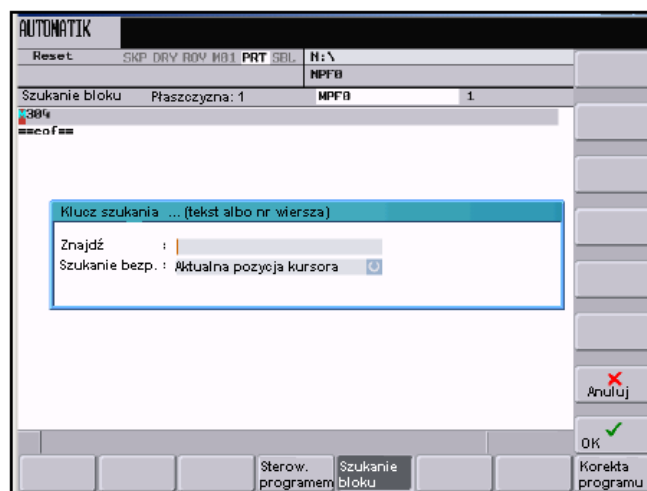 AUTOMATIK
Reset SKP DRY ROV M01 PRT SBL N:\
MPF0
Szukanie bloku Płaszczyzna: 1 MPF0 1
304
==eof==
Klucz szukania ... (tekst albo nr wiersza)
Znajdź :
Szukanie bezp. : Aktualna pozycja kursora
Anuluj
OK
Sterow. programem
Szukanie bloku
Korekta programu